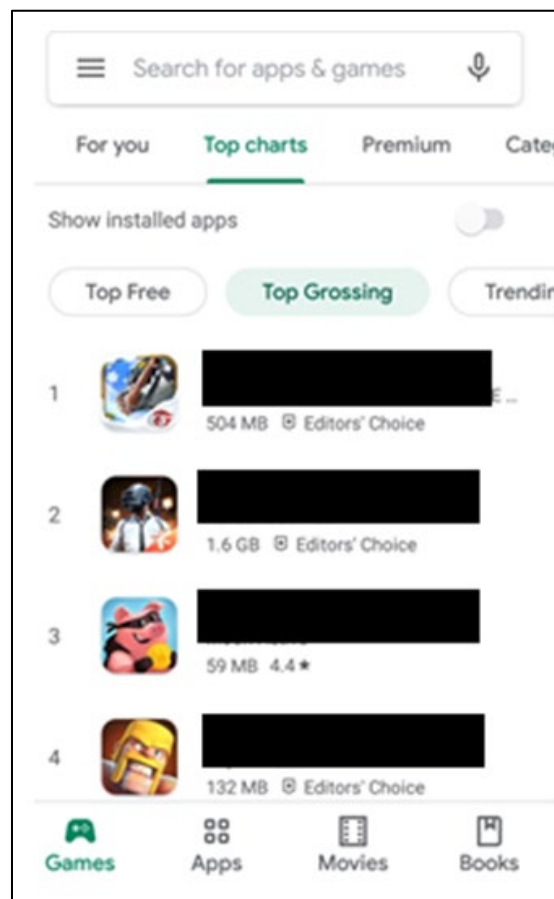 Search for apps & games
For you Top charts Premium
Show installed apps
Top Free Top Grossing
1
504 MB Editors' Choice
2
1.6 GB Editors' Choice
3
59 MB 4.4★
4
132 MB Editors' Choice
Games Apps Movies Books